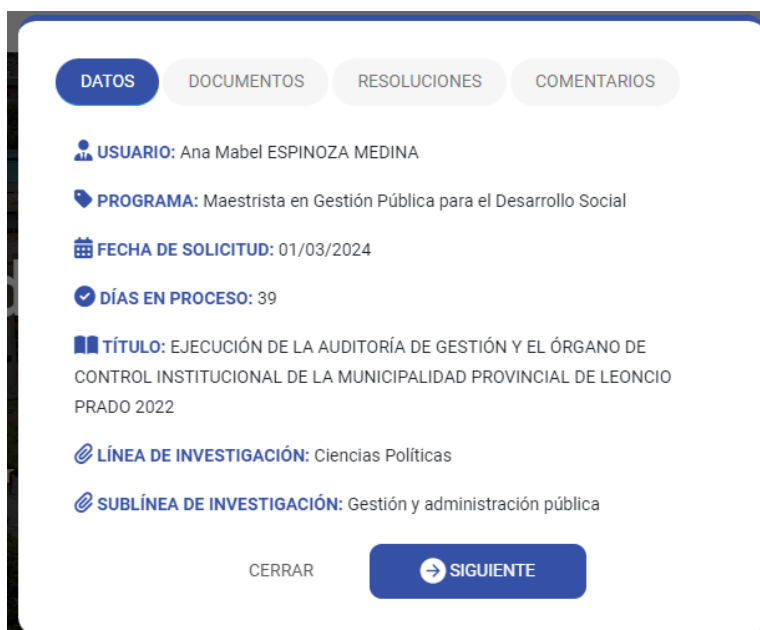 DATOS DOCUMENTOS RESOLUCIONES COMENTARIOS
USUARIO: Ana Mabel ESPINOZA MEDINA
PROGRAMA: Maestrista en Gestión Pública para el Desarrollo Social
FECHA DE SOLICITUD: 01/03/2024
DÍAS EN PROCESO: 39
TÍTULO: EJECUCIÓN DE LA AUDITORÍA DE GESTIÓN Y EL ÓRGANO DE
CONTROL INSTITUCIONAL DE LA MUNICIPALIDAD PROVINCIAL DE LEONCIO
PRADO 2022
LÍNEA DE INVESTIGACIÓN: Ciencias Políticas
SUBLÍNEA DE INVESTIGACIÓN: Gestión y administración pública
CERRAR SIGUIENTE